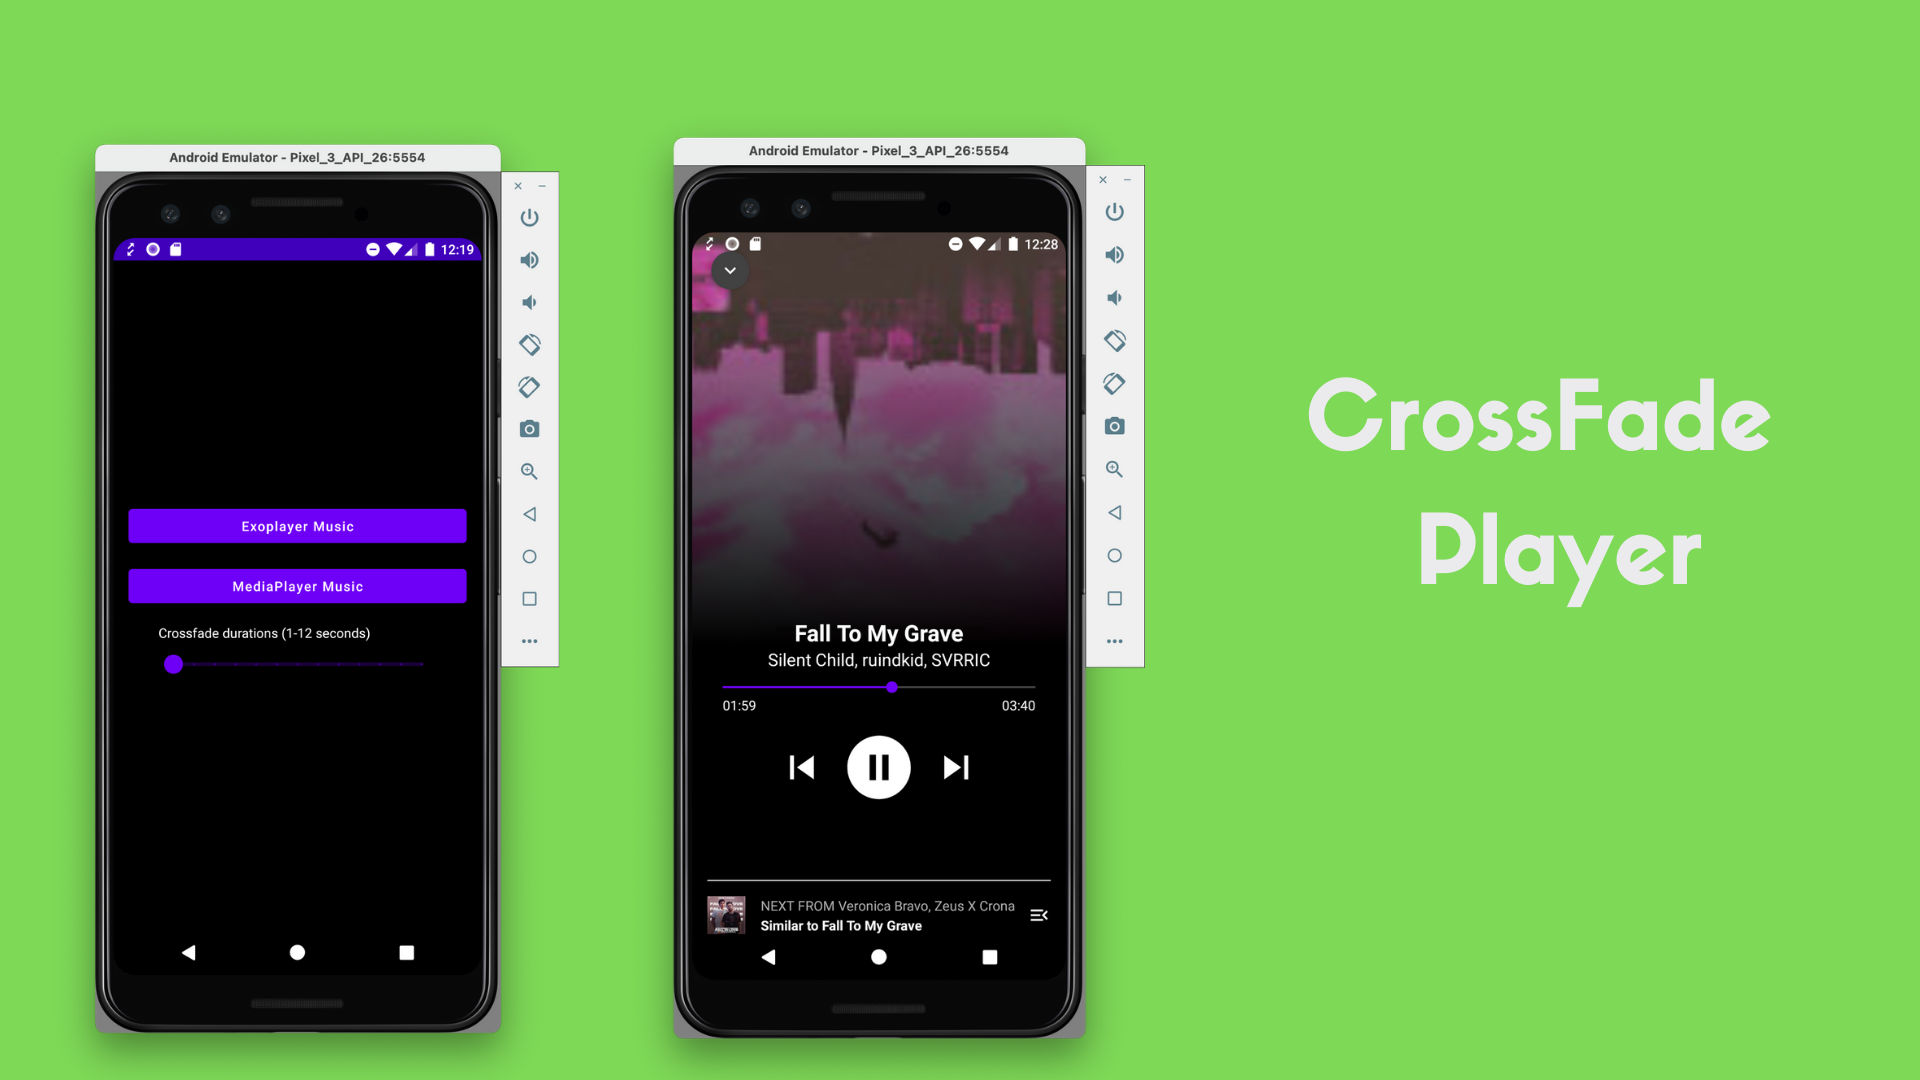 Android Emulator - Pixel_3_API_26:5554
12:19
Exoplayer Music
MediaPlayer Music
Crossfade durations (1-12 seconds)
Android Emulator - Pixel_3_API_26:5554
12:28
Fall To My Grave
Silent Child, ruindkid, SVRRIC
01:59
03:40
NEXT FROM Veronica Bravo, Zeus X Crona
Similar to Fall To My Grave
CrossFade
Player